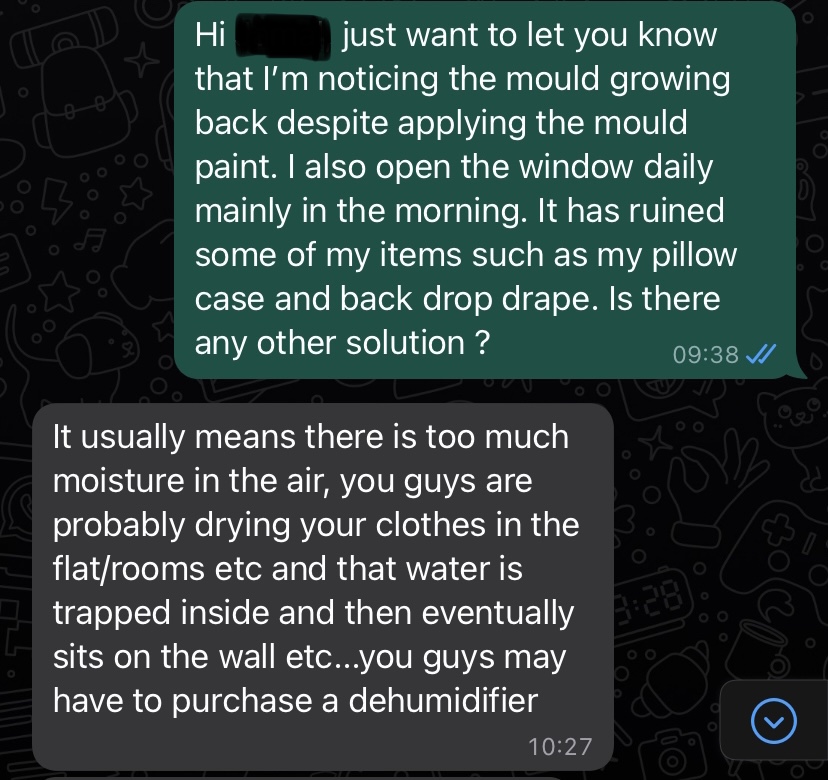 Hi just want to let you know
that I’m noticing the mould growing
back despite applying the mould
paint. I also open the window daily
mainly in the morning. It has ruined
some of my items such as my pillow
case and back drop drape. Is there
any other solution ?
09:38
It usually means there is too much
moisture in the air, you guys are
probably drying your clothes in the
flat/rooms etc and that water is
trapped inside and then eventually
sits on the wall etc...you guys may
have to purchase a dehumidifier
10:27
3:28